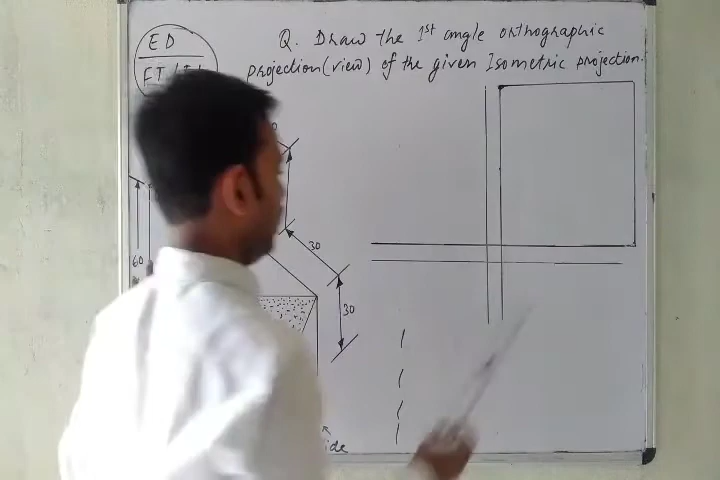 ED
Q. Draw the 1st angle orthographic
projection(view) of the given Isometric projection.
30
60
30
ide